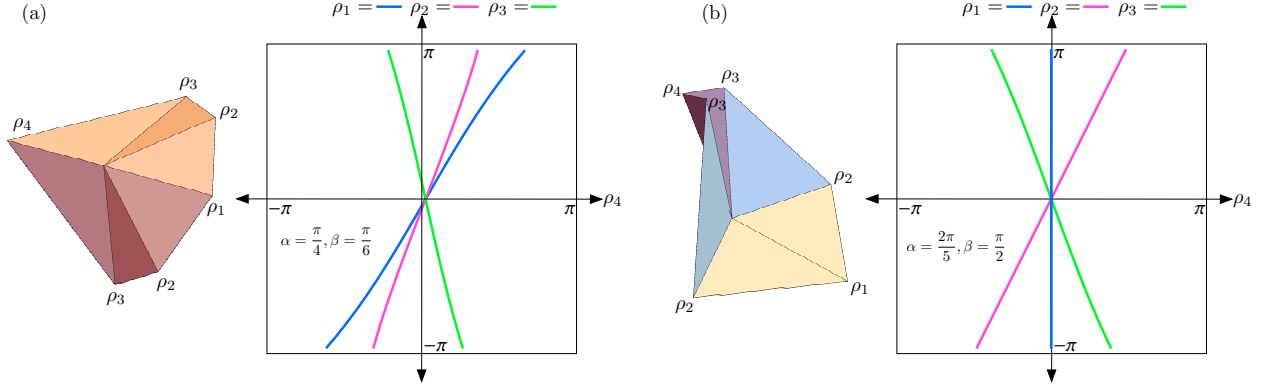 (a)
ρ₁ = ρ₂ = ρ₃ =
π
ρ₃
ρ₂
ρ₄
ρ₁
ρ₂
ρ₃
−π
π
ρ₄
α = π/4, β = π/6
−π
(b)
ρ₁ = ρ₂ = ρ₃ =
π
ρ₃
ρ₄
ρ₃
ρ₂
ρ₁
ρ₂
−π
π
ρ₄
α = 2π/5, β = π/2
−π